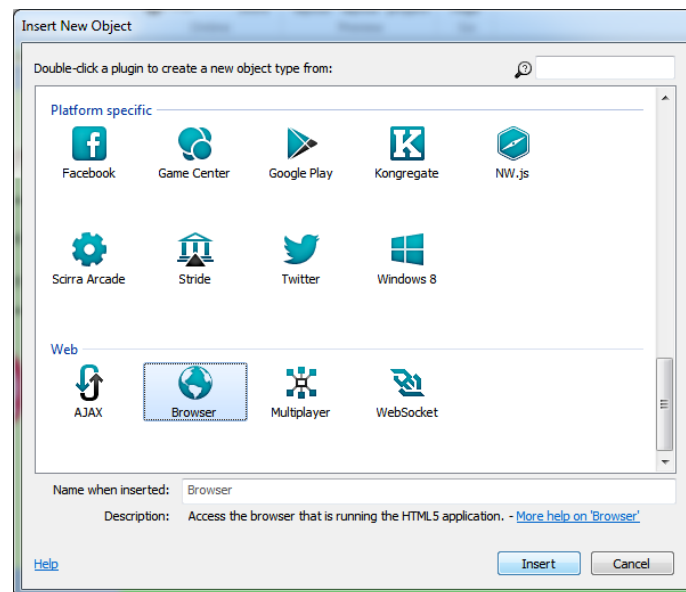 Insert New Object
Double-click a plugin to create a new object type from:
Platform specific
Facebook Game Center Google Play Kongregate NW.js
Scirra Arcade Stride Twitter Windows 8
Web
AJAX Browser Multiplayer WebSocket
Name when inserted: Browser
Description: Access the browser that is running the HTML5 application. - More help on 'Browser'
Help Insert Cancel